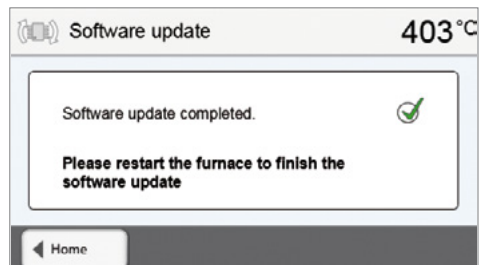 Software update 403 °C
Software update completed.
Please restart the furnace to finish the
software update
Home